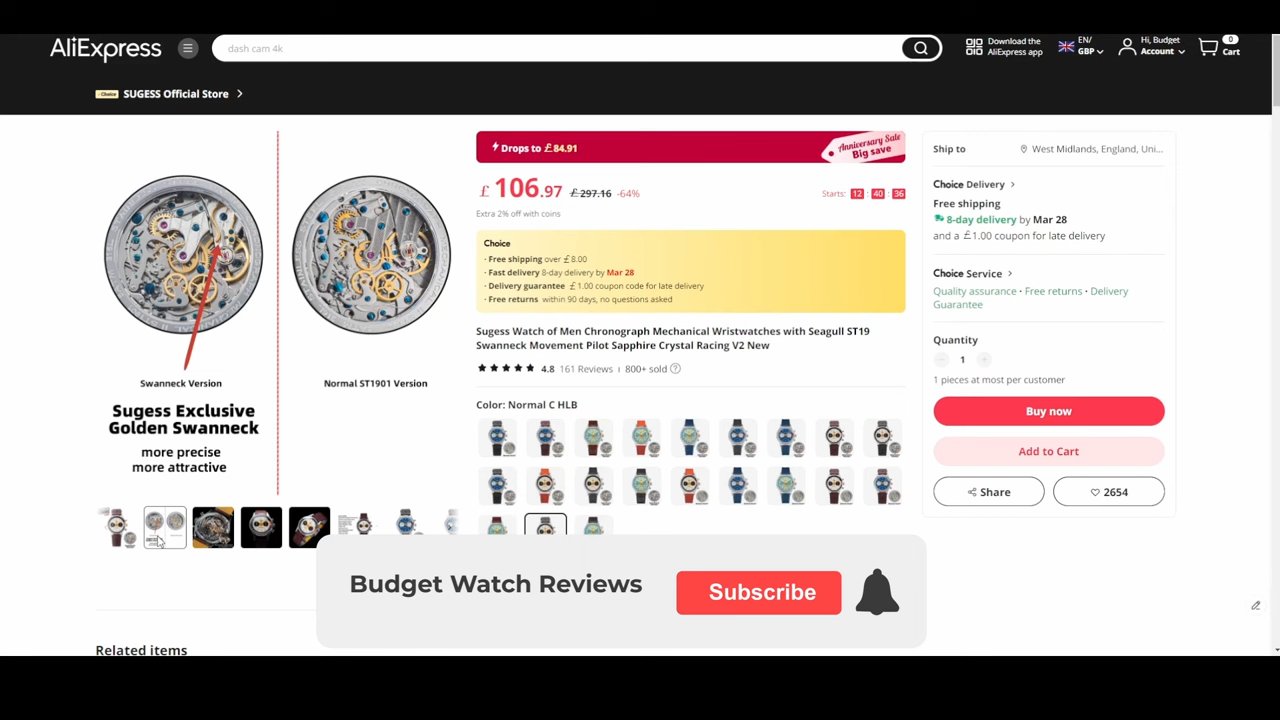 AliExpress
dash cam 4k
Download the
AliExpress app
EN/
GBP
Hi, Budget
Account
0
Cart
Choice
SUGESS Official Store
Swanneck Version
Normal ST1901 Version
Sugess Exclusive
Golden Swanneck
more precise
more attractive
Drops to £84.91
Anniversary Sale
Big save
£106.97 £297.16 -64%
Starts: 12 : 40 : 36
Extra 2% off with coins
Choice
· Free shipping over £8.00
· Fast delivery 8-day delivery by Mar 28
· Delivery guarantee £1.00 coupon code for late delivery
· Free returns within 90 days, no questions asked
Sugess Watch of Men Chronograph Mechanical Wristwatches with Seagull ST19
Swanneck Movement Pilot Sapphire Crystal Racing V2 New
4.8 161 Reviews 800+ sold
Color: Normal C HLB
Ship to
West Midlands, England, Uni...
Choice Delivery
Free shipping
8-day delivery by Mar 28
and a £1.00 coupon for late delivery
Choice Service
Quality assurance · Free returns · Delivery
Guarantee
Quantity
1
1 pieces at most per customer
Buy now
Add to Cart
Share
2654
Budget Watch Reviews
Subscribe
Related items